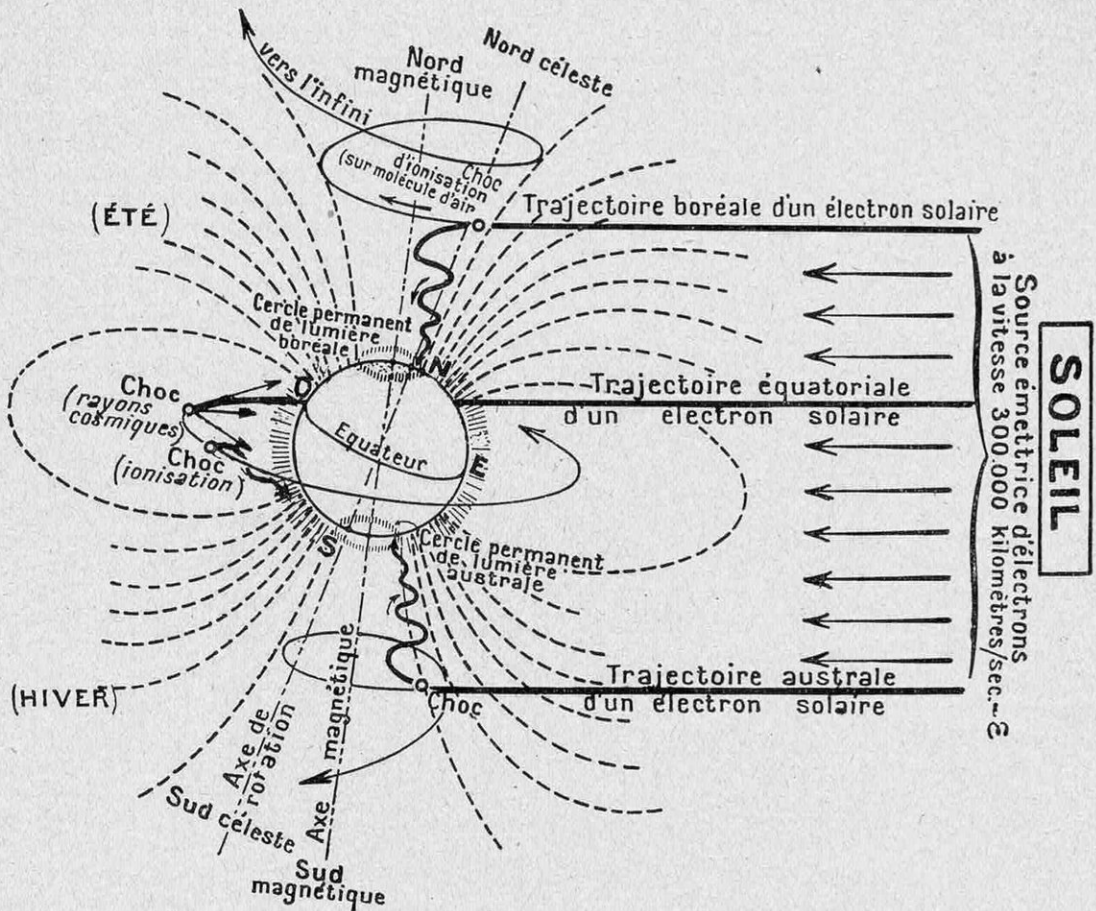 vers l'infini
Nord
magnétique
Nord céleste
Choc
d'ionisation
(sur molécule d'air
(ÉTÉ)
Trajectoire boréale d'un électron solaire
Cercle permanent
de lumière
boréale
N
O
Choc
(rayons
cosmiques)
Choc
(ionisation)
Equateur
E
S
Trajectoire équatoriale
d'un électron solaire
Cercle permanent
de lumière
australe
Source émettrice d'électrons
à la vitesse 300.000 kilomètres/sec.-ε
SOLEIL
(HIVER)
Choc
Trajectoire australe
d'un électron solaire
Axe de
rotation
Sud céleste
Axe magnétique
Sud
magnétique